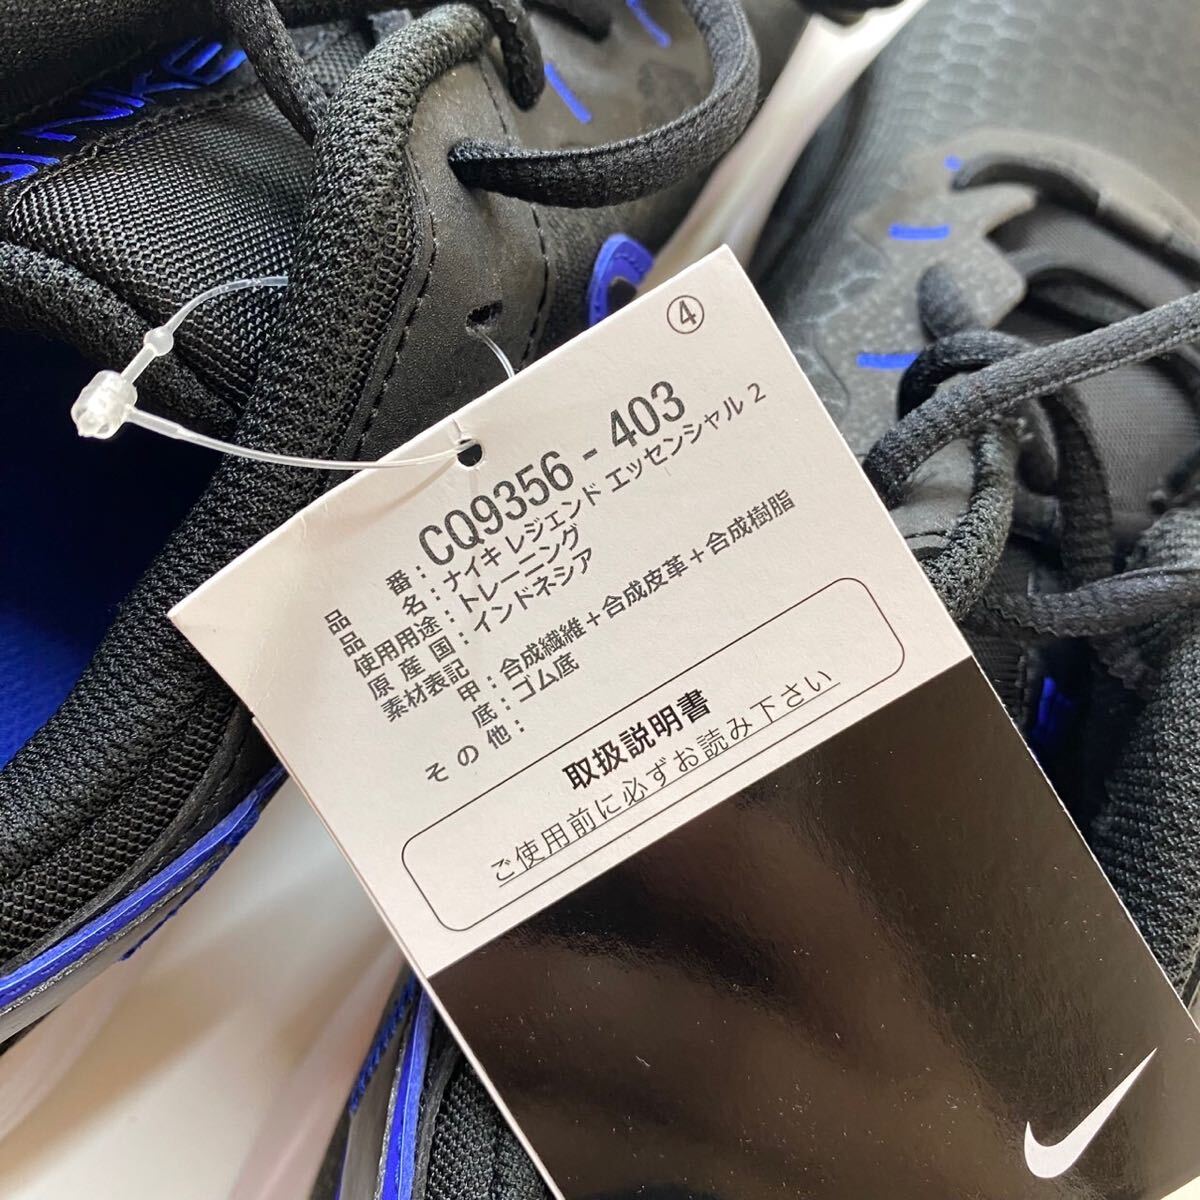 NIKE
④
品番：CQ9356 - 403
品名：ナイキ レジエンド エッセンシャル 2
使用用途：トレーニング
原産国：インドネシア
素材表記
甲：合成繊維＋合成皮革＋合成樹脂
底：ゴム底
その他：
取扱説明書
ご使用前に必ずお読み下さい